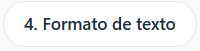 4. Formato de texto